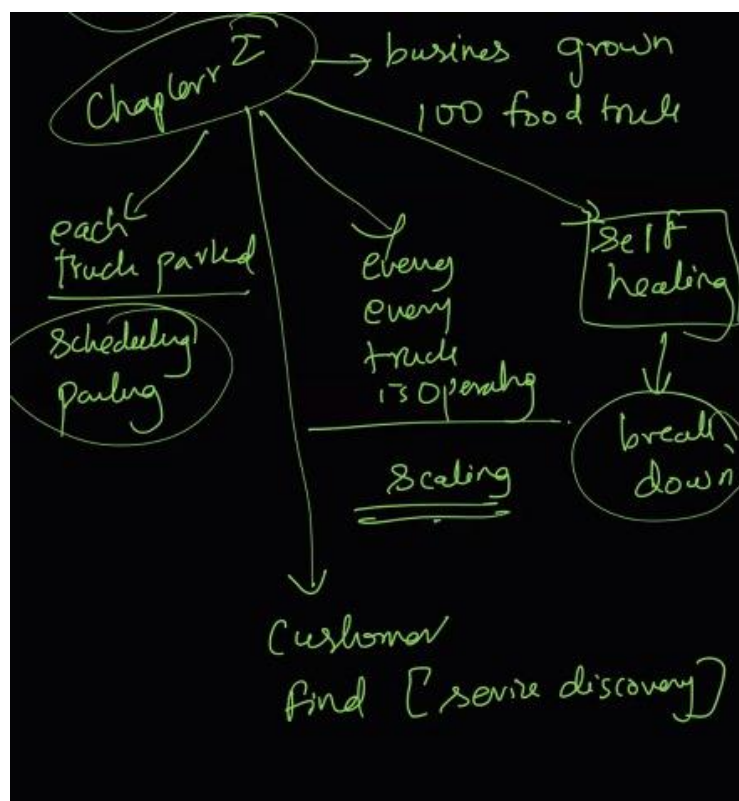 Chapter 2
busines grown
100 food truck
each
truck parked
scheduling
parking
every
truck
is operating
scaling
self
healing
break
down
Customer
find [service discovery]